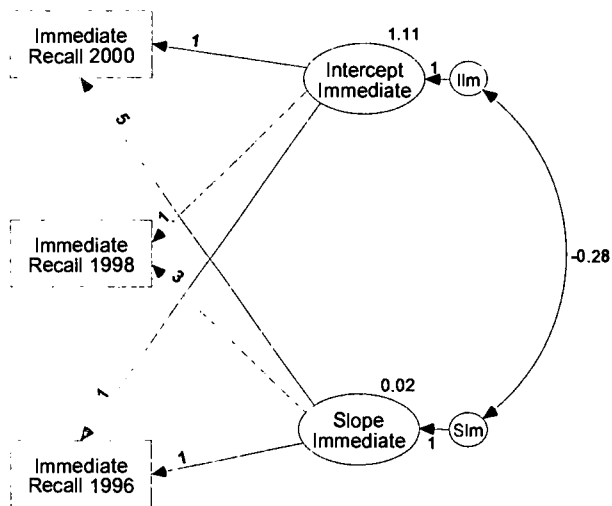 1.11
Immediate
Recall 2000
1
Intercept
Immediate
1
IIm
5
1
Immediate
Recall 1998
3
-0.28
1
0.02
Slope
Immediate
1
SIm
Immediate
Recall 1996
1